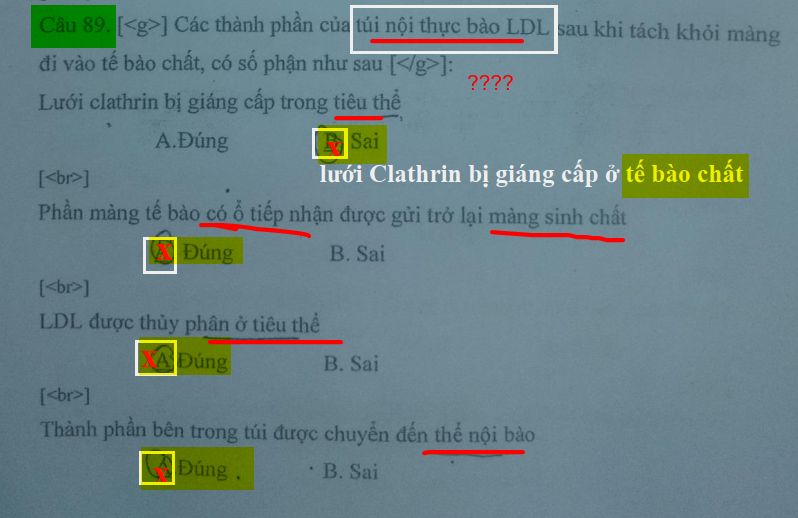 Câu 89. [<g>] Các thành phần của túi nội thực bào LDL sau khi tách khỏi màng
đi vào tế bào chất, có số phận như sau [</g>]:
????
Lưới clathrin bị giáng cấp trong tiêu thể
A.Đúng B x Sai
lưới Clathrin bị giáng cấp ở tế bào chất
[<br>]
Phần màng tế bào có ổ tiếp nhận được gửi trở lại màng sinh chất
A X Đúng B. Sai
[<br>]
LDL được thủy phân ở tiêu thể
X A Đúng B. Sai
[<br>]
Thành phần bên trong túi được chuyển đến thể nội bào
A x Đúng B. Sai